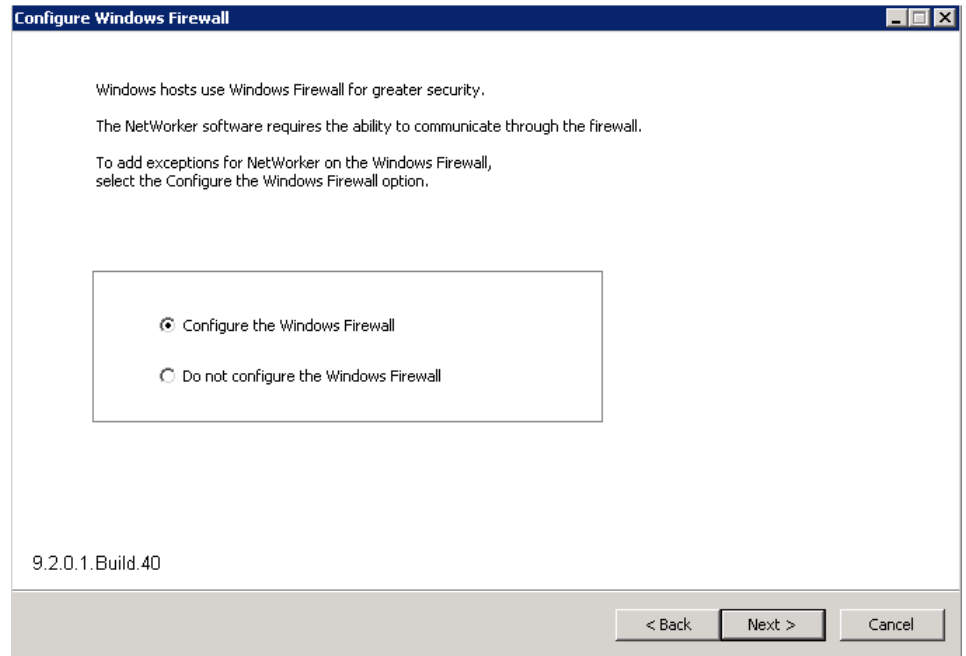 Configure Windows Firewall
Windows hosts use Windows Firewall for greater security.
The NetWorker software requires the ability to communicate through the firewall.
To add exceptions for NetWorker on the Windows Firewall,
select the Configure the Windows Firewall option.
Configure the Windows Firewall
Do not configure the Windows Firewall
9.2.0.1.Build.40
< Back Next > Cancel